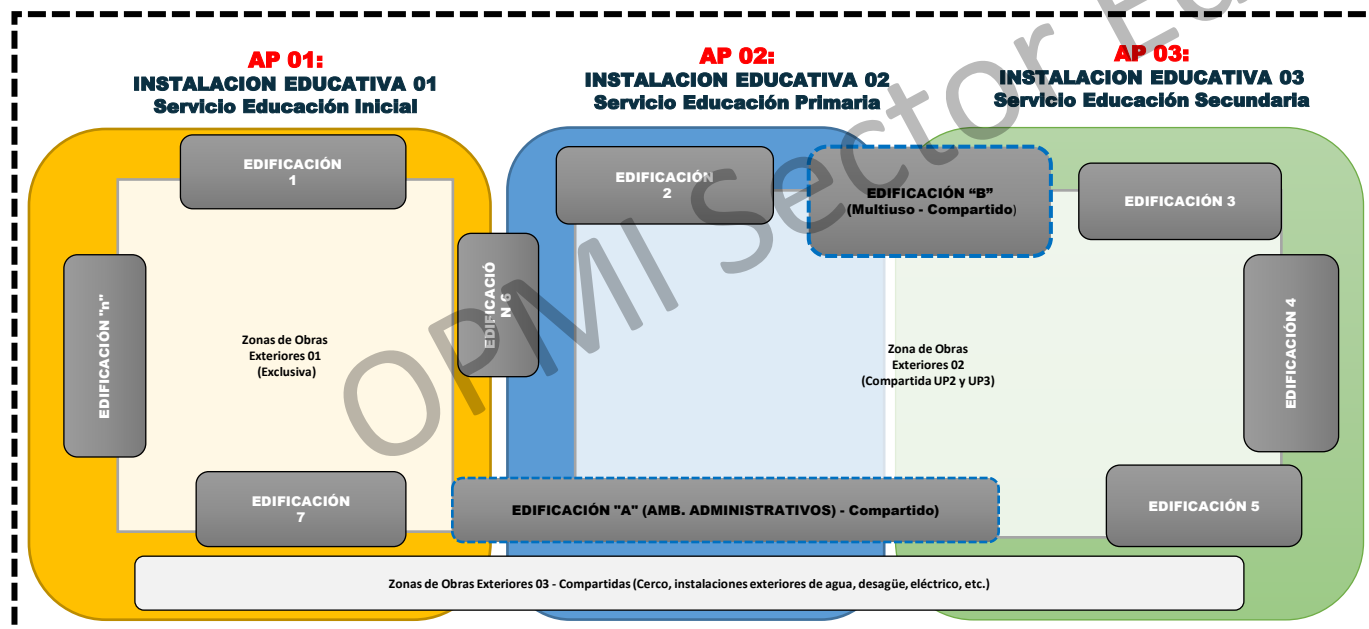 AP 01:
INSTALACION EDUCATIVA 01
Servicio Educación Inicial
AP 02:
INSTALACION EDUCATIVA 02
Servicio Educación Primaria
AP 03:
INSTALACION EDUCATIVA 03
Servicio Educación Secundaria
EDIFICACIÓN
1
EDIFICACIÓN "n"
Zonas de Obras
Exteriores 01
(Exclusiva)
EDIFICACIÓ
N 6
EDIFICACIÓN
7
EDIFICACIÓN
2
EDIFICACIÓN “B”
(Multiuso - Compartido)
EDIFICACIÓN 3
EDIFICACIÓN 4
Zona de Obras
Exteriores 02
(Compartida UP2 y UP3)
EDIFICACIÓN "A" (AMB. ADMINISTRATIVOS) - Compartido)
EDIFICACIÓN 5
Zonas de Obras Exteriores 03 - Compartidas (Cerco, instalaciones exteriores de agua, desagüe, eléctrico, etc.)
OPMI Sector